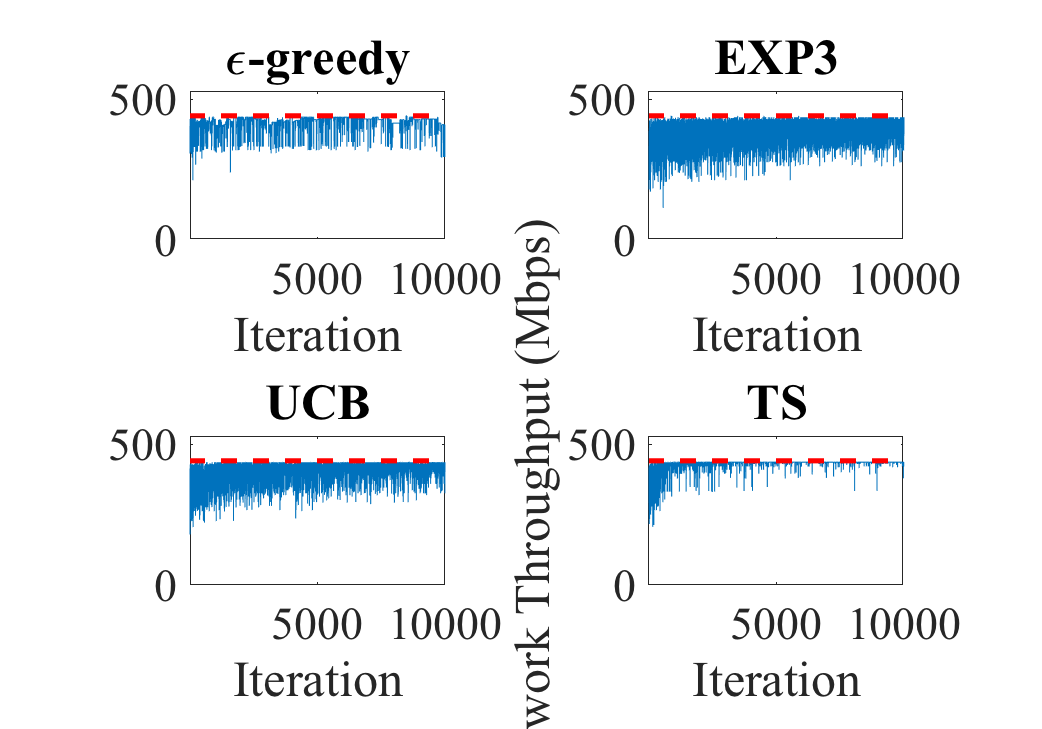 ϵ-greedy
500
0
5000 10000
Iteration
EXP3
500
0
5000 10000
Iteration
UCB
500
0
5000 10000
Iteration
work Throughput (Mbps)
TS
500
0
5000 10000
Iteration